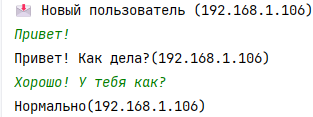 📩 Новый пользователь (192.168.1.106)
Привет!
Привет! Как дела?(192.168.1.106)
Хорошо! У тебя как?
Нормально(192.168.1.106)